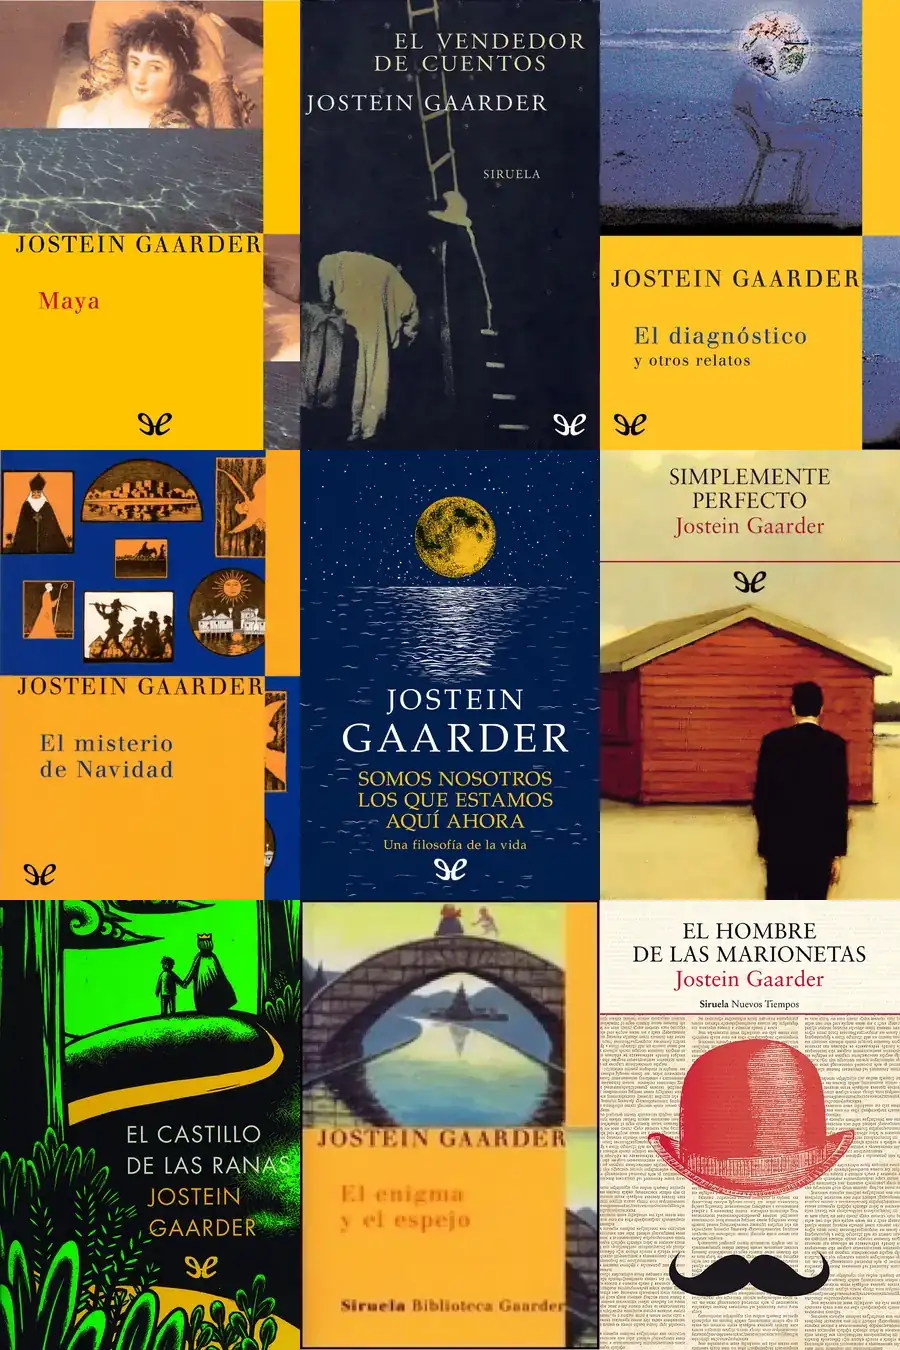 JOSTEIN GAARDER
Maya
EL VENDEDOR
DE CUENTOS
JOSTEIN GAARDER
SIRUELA
JOSTEIN GAARDER
El diagnóstico
y otros relatos
JOSTEIN GAARDER
El misterio
de Navidad
JOSTEIN
GAARDER
SOMOS NOSOTROS
LOS QUE ESTAMOS
AQUÍ AHORA
Una filosofía de la vida
SIMPLEMENTE
PERFECTO
Jostein Gaarder
EL CASTILLO
DE LAS RANAS
JOSTEIN
GAARDER
JOSTEIN GAARDER
El enigma
y el espejo
Siruela Biblioteca Gaarder
EL HOMBRE
DE LAS MARIONETAS
Jostein Gaarder
Siruela Nuevos Tiempos